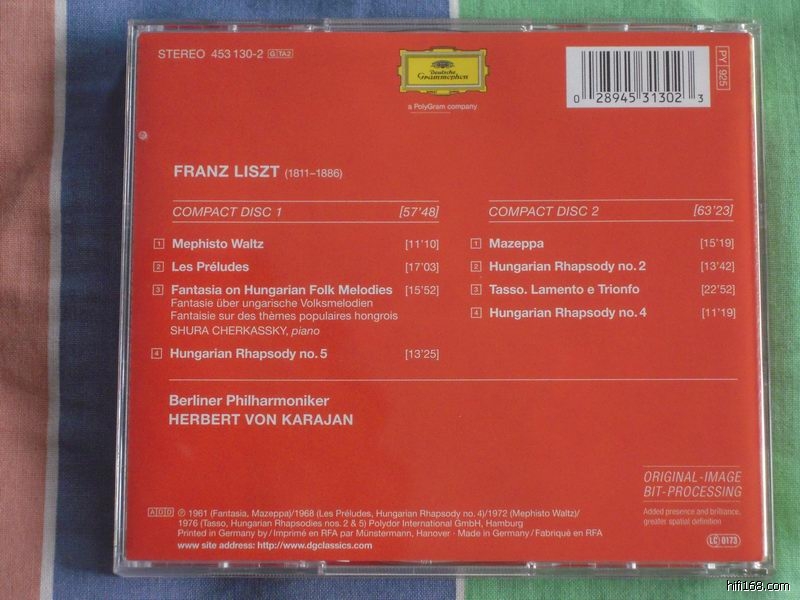 STEREO 453 130-2 GTA2
Deutsche
Grammophon
a PolyGram company
0 28945 31302 3
PY 925
FRANZ LISZT (1811–1886)
COMPACT DISC 1 [57'48]
1 Mephisto Waltz [11'10]
2 Les Préludes [17'03]
3 Fantasia on Hungarian Folk Melodies [15'52]
Fantasie über ungarische Volksmelodien
Fantaisie sur des thèmes populaires hongrois
SHURA CHERKASSKY, piano
4 Hungarian Rhapsody no. 5 [13'25]
COMPACT DISC 2 [63'23]
1 Mazeppa [15'19]
2 Hungarian Rhapsody no. 2 [13'42]
3 Tasso. Lamento e Trionfo [22'52]
4 Hungarian Rhapsody no. 4 [11'19]
Berliner Philharmoniker
HERBERT VON KARAJAN
ORIGINAL-IMAGE
BIT-PROCESSING
Added presence and brilliance,
greater spatial definition
ADD ℗ 1961 (Fantasia, Mazeppa)/1968 (Les Préludes, Hungarian Rhapsody no. 4)/1972 (Mephisto Waltz)/
1976 (Tasso, Hungarian Rhapsodies nos. 2 & 5) Polydor International GmbH, Hamburg
Printed in Germany by / Imprimé en RFA par Münstermann, Hanover · Made in Germany / Fabriqué en RFA
www site address: http://www.dgclassics.com
LC 0173
hifi168.com